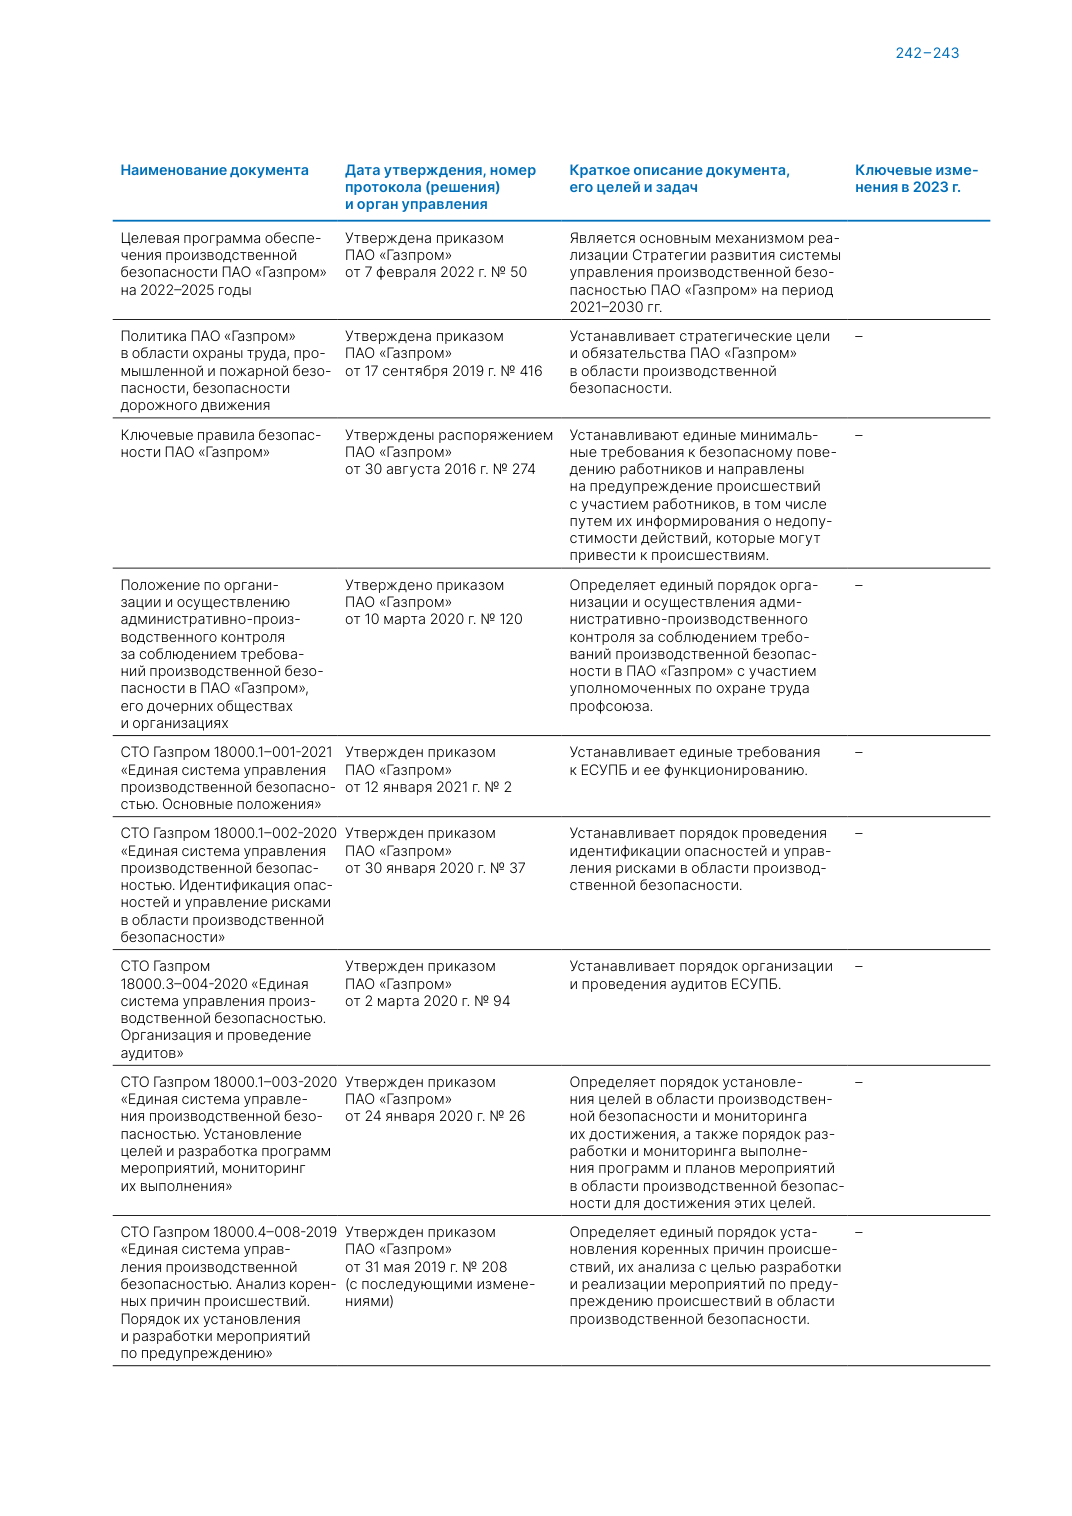 242–243
Наименование документа
Дата утверждения, номер
протокола (решения)
и орган управления
Краткое описание документа,
его целей и задач
Ключевые изме-
нения в 2023 г.
Целевая программа обеспе-
чения производственной
безопасности ПАО «Газпром»
на 2022–2025 годы
Утверждена приказом
ПАО «Газпром»
от 7 февраля 2022 г. № 50
Является основным механизмом реа-
лизации Стратегии развития системы
управления производственной безо-
пасностью ПАО «Газпром» на период
2021–2030 гг.
Политика ПАО «Газпром»
в области охраны труда, про-
мышленной и пожарной безо-
пасности, безопасности
дорожного движения
Утверждена приказом
ПАО «Газпром»
от 17 сентября 2019 г. № 416
Устанавливает стратегические цели
и обязательства ПАО «Газпром»
в области производственной
безопасности.
–
Ключевые правила безопас-
ности ПАО «Газпром»
Утверждены распоряжением
ПАО «Газпром»
от 30 августа 2016 г. № 274
Устанавливают единые минималь-
ные требования к безопасному пове-
дению работников и направлены
на предупреждение происшествий
с участием работников, в том числе
путем их информирования о недопу-
стимости действий, которые могут
привести к происшествиям.
–
Положение по органи-
зации и осуществлению
административно-произ-
водственного контроля
за соблюдением требова-
ний производственной безо-
пасности в ПАО «Газпром»,
его дочерних обществах
и организациях
Утверждено приказом
ПАО «Газпром»
от 10 марта 2020 г. № 120
Определяет единый порядок орга-
низации и осуществления адми-
нистративно-производственного
контроля за соблюдением требо-
ваний производственной безопас-
ности в ПАО «Газпром» с участием
уполномоченных по охране труда
профсоюза.
–
СТО Газпром 18000.1–001-2021
«Единая система управления
производственной безопасно-
стью. Основные положения»
Утвержден приказом
ПАО «Газпром»
от 12 января 2021 г. № 2
Устанавливает единые требования
к ЕСУПБ и ее функционированию.
–
СТО Газпром 18000.1–002-2020
«Единая система управления
производственной безопас-
ностью. Идентификация опас-
ностей и управление рисками
в области производственной
безопасности»
Утвержден приказом
ПАО «Газпром»
от 30 января 2020 г. № 37
Устанавливает порядок проведения
идентификации опасностей и управ-
ления рисками в области производ-
ственной безопасности.
–
СТО Газпром
18000.3–004-2020 «Единая
система управления произ-
водственной безопасностью.
Организация и проведение
аудитов»
Утвержден приказом
ПАО «Газпром»
от 2 марта 2020 г. № 94
Устанавливает порядок организации
и проведения аудитов ЕСУПБ.
–
СТО Газпром 18000.1–003-2020
«Единая система управле-
ния производственной безо-
пасностью. Установление
целей и разработка программ
мероприятий, мониторинг
их выполнения»
Утвержден приказом
ПАО «Газпром»
от 24 января 2020 г. № 26
Определяет порядок установле-
ния целей в области производствен-
ной безопасности и мониторинга
их достижения, а также порядок раз-
работки и мониторинга выполне-
ния программ и планов мероприятий
в области производственной безопас-
ности для достижения этих целей.
–
СТО Газпром 18000.4–008-2019
«Единая система управ-
ления производственной
безопасностью. Анализ корен-
ных причин происшествий.
Порядок их установления
и разработки мероприятий
по предупреждению»
Утвержден приказом
ПАО «Газпром»
от 31 мая 2019 г. № 208
(с последующими измене-
ниями)
Определяет единый порядок уста-
новления коренных причин происше-
ствий, их анализа с целью разработки
и реализации мероприятий по преду-
преждению происшествий в области
производственной безопасности.
–